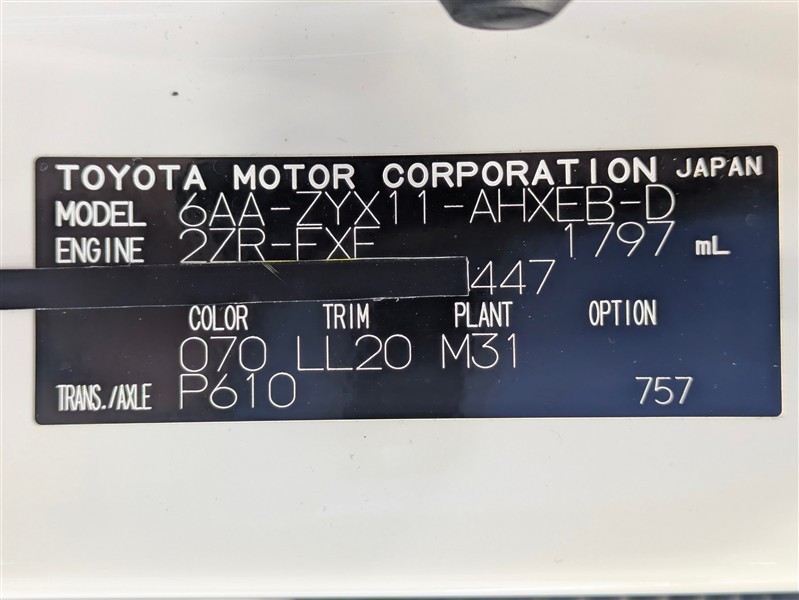 TOYOTA MOTOR CORPORATION JAPAN
MODEL 6AA-ZYX11-AHXEB-D
ENGINE 2ZR-FXE 1797 mL
447
COLOR TRIM PLANT OPTION
070 LL20 M31
TRANS./AXLE P610 757